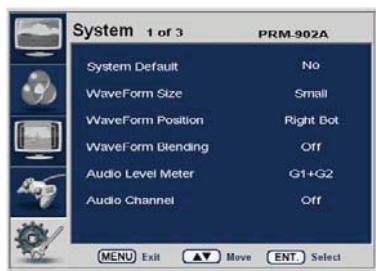 System 1 of 3 PRM-902A
System Default No
WaveForm Size Small
WaveForm Position Right Bot
WaveForm Blending Off
Audio Level Meter G1+G2
Audio Channel Off
MENU Exit ▲▼ Move ENT. Select